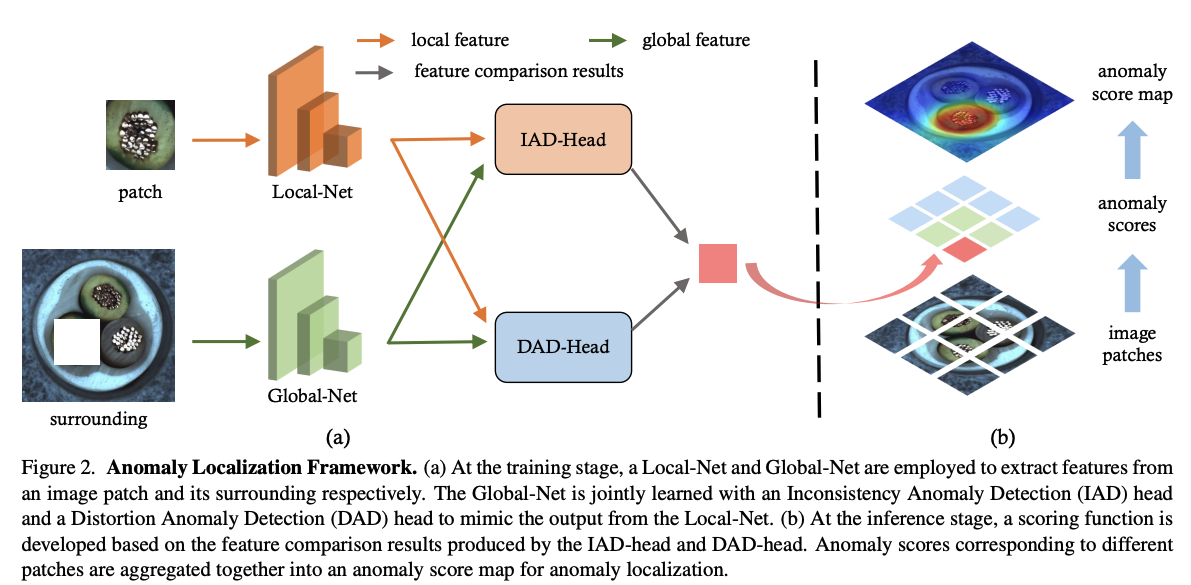 local feature
global feature
feature comparison results
patch
Local-Net
IAD-Head
surrounding
Global-Net
DAD-Head
(a)
anomaly
score map
anomaly
scores
image
patches
(b)
Figure 2. Anomaly Localization Framework. (a) At the training stage, a Local-Net and Global-Net are employed to extract features from
an image patch and its surrounding respectively. The Global-Net is jointly learned with an Inconsistency Anomaly Detection (IAD) head
and a Distortion Anomaly Detection (DAD) head to mimic the output from the Local-Net. (b) At the inference stage, a scoring function is
developed based on the feature comparison results produced by the IAD-head and DAD-head. Anomaly scores corresponding to different
patches are aggregated together into an anomaly score map for anomaly localization.